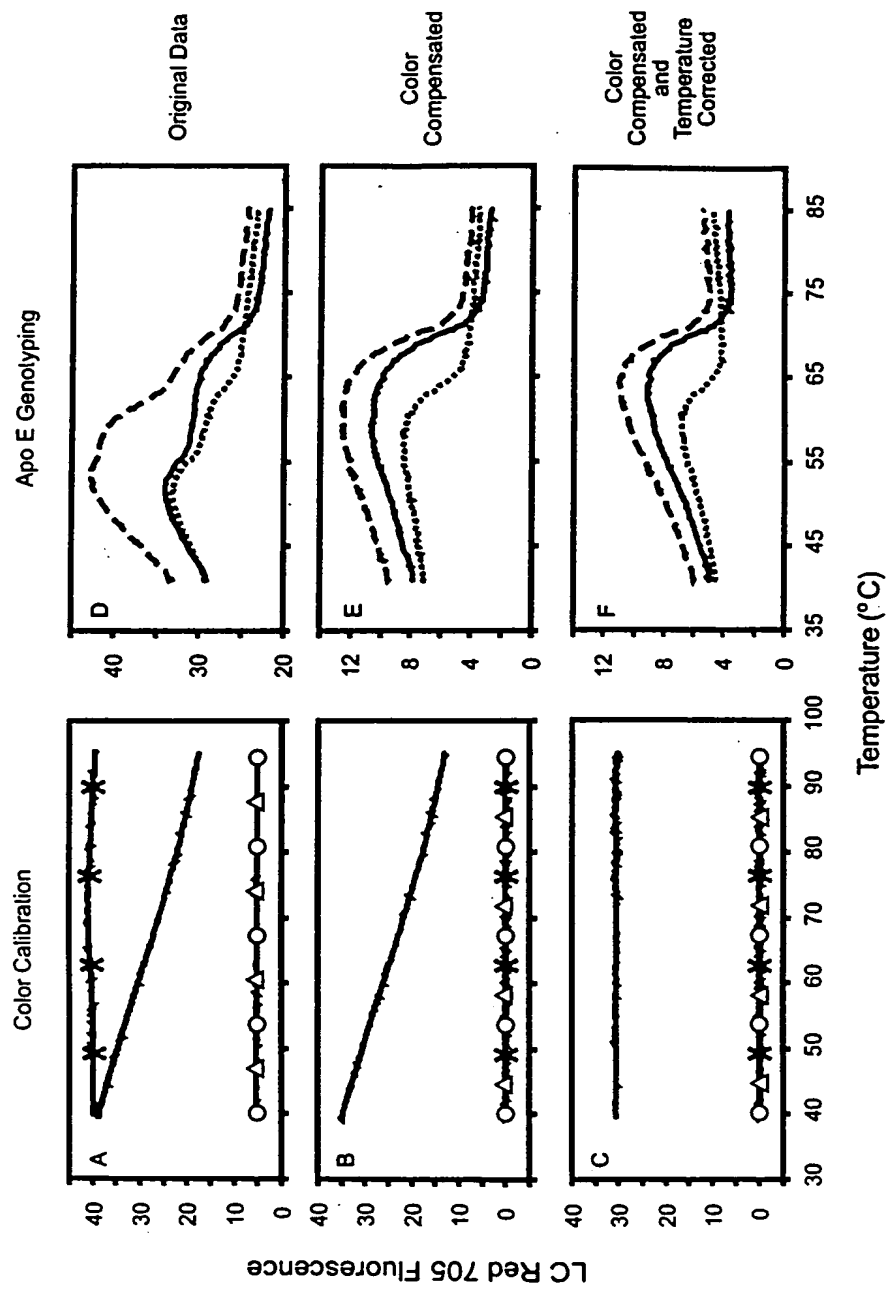 Color Calibration
Apo E Genotyping
LC Red 705 Fluorescence
A
40
30
20
10
0
D
40
30
20
Original Data
B
40
30
20
10
0
E
12
8
4
0
Color
Compensated
C
40
30
20
10
0
30
40
50
60
70
80
90
100
F
12
8
4
0
35
45
55
65
75
85
Color
Compensated
and
Temperature
Corrected
Temperature (°C)